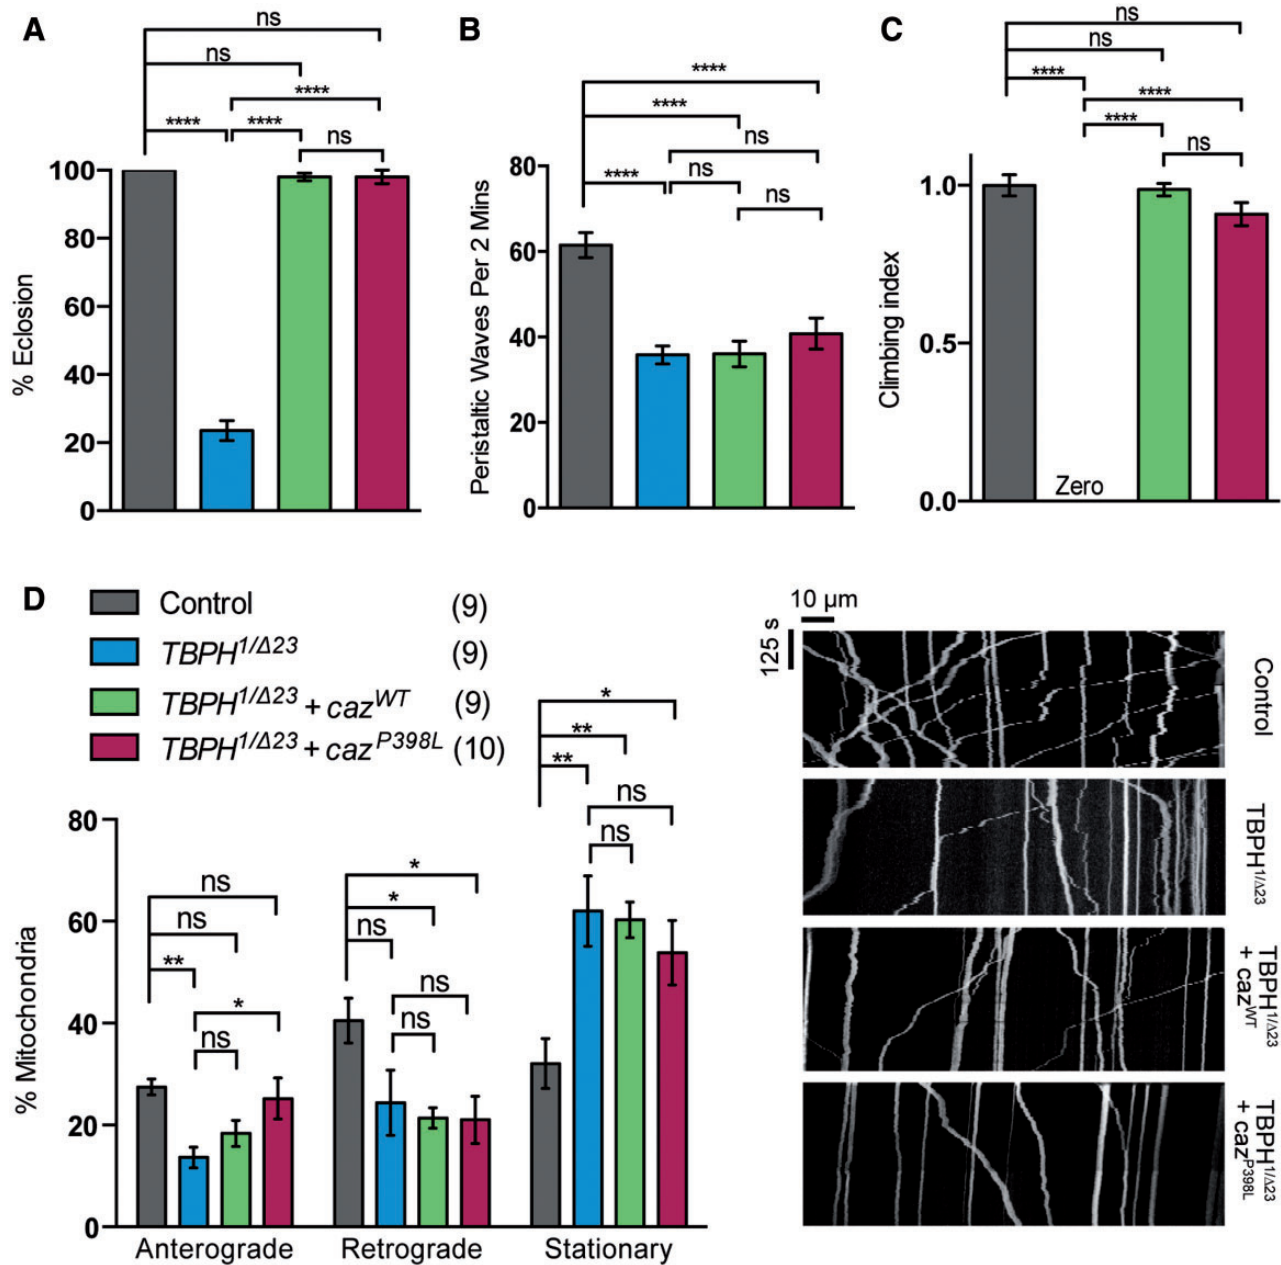 A
ns
ns
****
****
****
ns
% Eclosion
100
80
60
40
20
0
B
****
****
ns
****
ns
ns
Peristaltic Waves Per 2 Mins
80
60
40
20
0
C
ns
ns
****
****
****
ns
Climbing index
1.0
0.5
0.0
Zero
D
Control (9)
TBPH1/Δ23 (9)
TBPH1/Δ23 + cazWT (9)
TBPH1/Δ23 + cazP398L (10)
% Mitochondria
80
60
40
20
0
ns
ns
**
*
ns
*
*
ns
ns
ns
*
**
**
ns
ns
Anterograde Retrograde Stationary
10 µm
125 s
Control
TBPH1/Δ23
TBPH1/Δ23
+ cazWT
TBPH1/Δ23
+ cazP398L